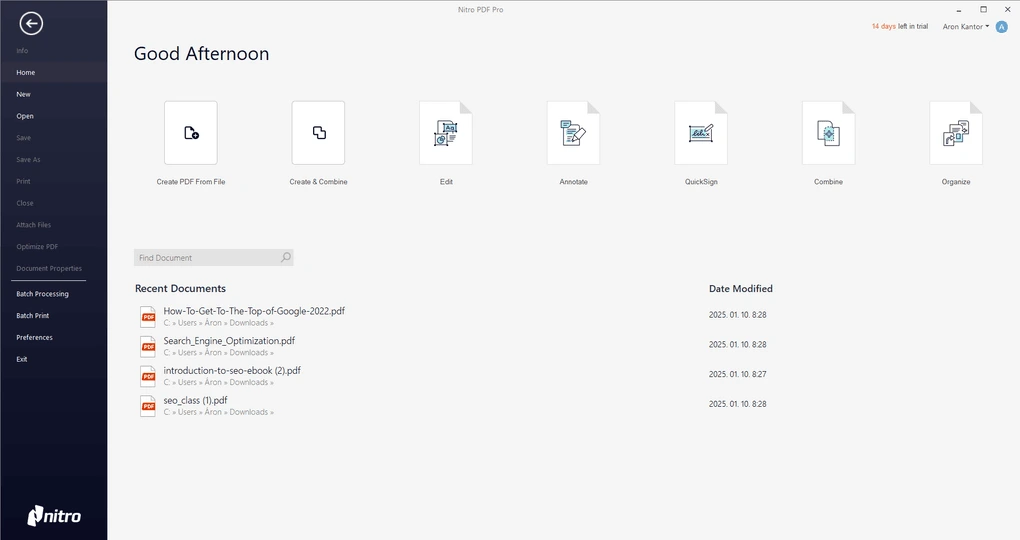 Nitro PDF Pro
14 days left in trial
Aron Kantor
A
Info
Home
New
Open
Save
Save As
Print
Close
Attach Files
Optimize PDF
Document Properties
Batch Processing
Batch Print
Preferences
Exit
nitro
Good Afternoon
Create PDF From File
Create & Combine
Edit
Annotate
QuickSign
Combine
Organize
Find Document
Recent Documents
Date Modified
PDF
How-To-Get-To-The-Top-of-Google-2022.pdf
2025. 01. 10. 8:28
C: » Users » Áron » Downloads »
PDF
Search_Engine_Optimization.pdf
2025. 01. 10. 8:28
C: » Users » Áron » Downloads »
PDF
introduction-to-seo-ebook (2).pdf
2025. 01. 10. 8:27
C: » Users » Áron » Downloads »
PDF
seo_class (1).pdf
2025. 01. 10. 8:28
C: » Users » Áron » Downloads »